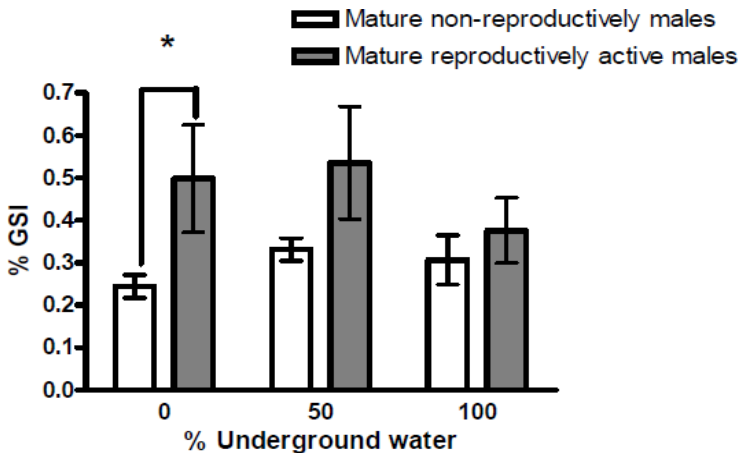 Mature non-reproductively males
Mature reproductively active males
*
0.7
0.6
0.5
0.4
0.3
0.2
0.1
0.0
% GSI
0 50 100
% Underground water